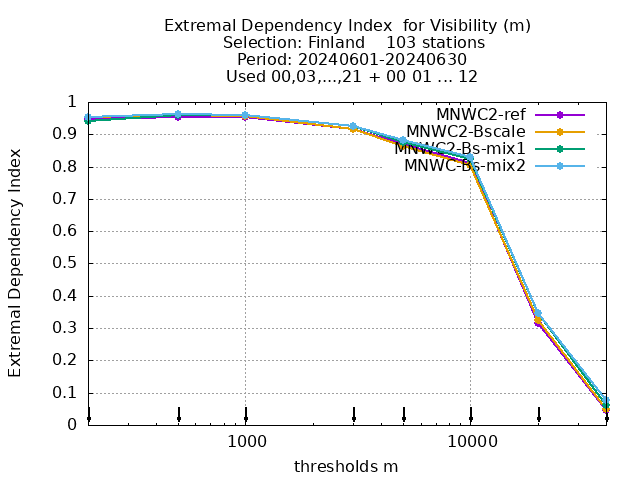 Extremal Dependency Index  for Visibility (m)
Selection: Finland    103 stations
Period: 20240601-20240630
Used 00,03,...,21 + 00 01 ... 12
Extremal Dependency Index
1
0.9
0.8
0.7
0.6
0.5
0.4
0.3
0.2
0.1
0
MNWC2-ref
MNWC2-Bscale
MNWC2-Bs-mix1
MNWC-Bs-mix2
1000
10000
thresholds m